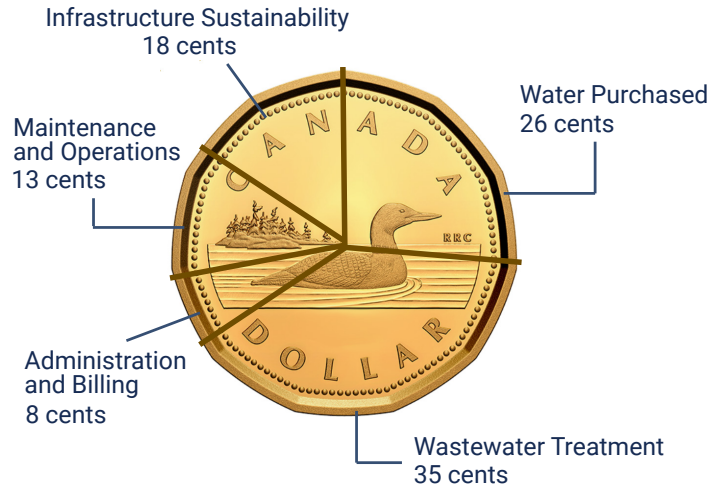 Infrastructure Sustainability
18 cents
Water Purchased
26 cents
Maintenance
and Operations
13 cents
CANADA
RRC
DOLLAR
Administration
and Billing
8 cents
Wastewater Treatment
35 cents